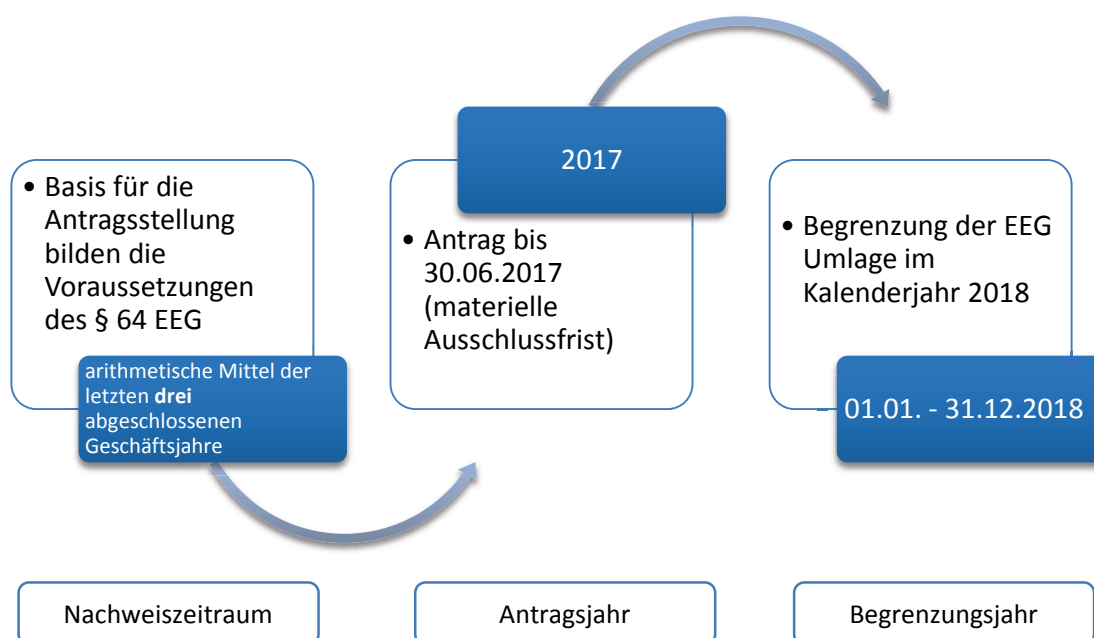 • Basis für die
Antragsstellung
bilden die
Voraussetzungen
des § 64 EEG
arithmetische Mittel der
letzten drei
abgeschlossenen
Geschäftsjahre
2017
• Antrag bis
30.06.2017
(materielle
Ausschlussfrist)
• Begrenzung der EEG
Umlage im
Kalenderjahr 2018
01.01. - 31.12.2018
Nachweiszeitraum
Antragsjahr
Begrenzungsjahr